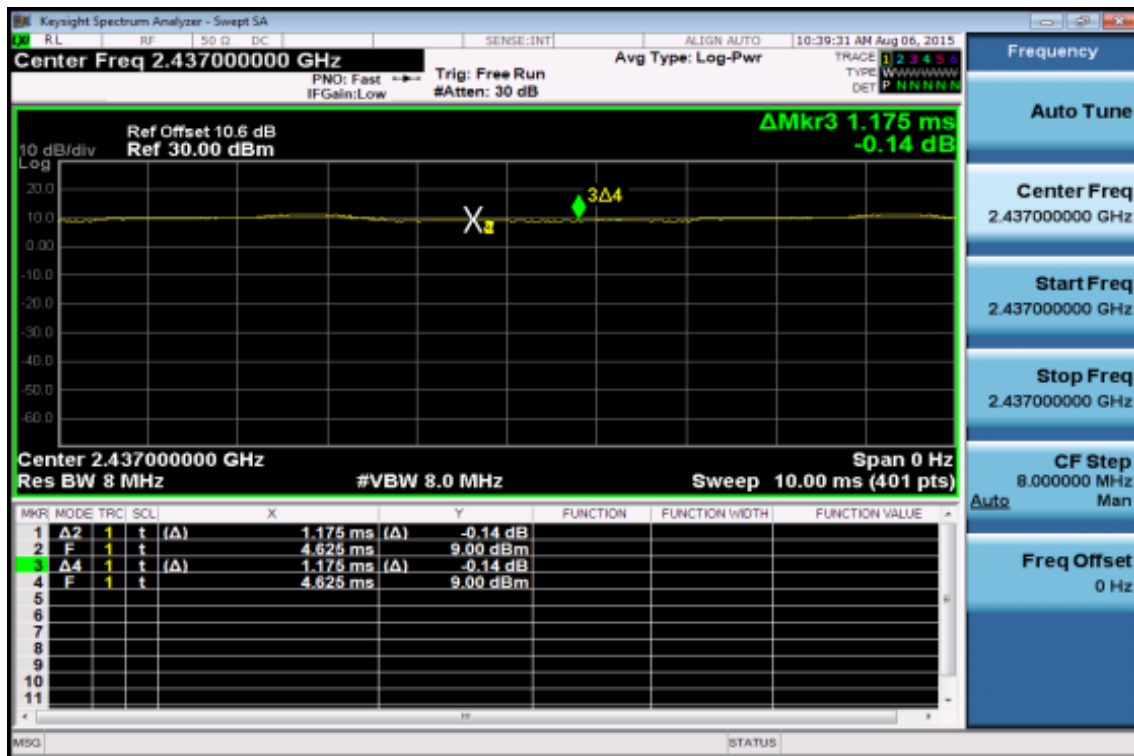 Keysight Spectrum Analyzer - Swept SA
RL RF 50 Ω DC SENSE:INT ALIGN AUTO 10:39:31 AM Aug 06, 2015
Center Freq 2.437000000 GHz
PNO: Fast
IFGain:Low
Trig: Free Run
#Atten: 30 dB
Avg Type: Log-Pwr
TRACE 1 2 3 4 5 6
TYPE WWWWWWW
DET P N N N N N
ΔMkr3 1.175 ms
-0.14 dB
Ref Offset 10.6 dB
10 dB/div Ref 30.00 dBm
Log
20.0
10.0
0.00
-10.0
-20.0
-30.0
-40.0
-50.0
-60.0
3Δ4
X
Center 2.437000000 GHz Span 0 Hz
Res BW 8 MHz #VBW 8.0 MHz Sweep 10.00 ms (401 pts)
MKR MODE TRC SCL X Y FUNCTION FUNCTION WIDTH FUNCTION VALUE
1 Δ2 1 t (Δ) 1.175 ms (Δ) -0.14 dB
2 F 1 t 4.625 ms 9.00 dBm
3 Δ4 1 t (Δ) 1.175 ms (Δ) -0.14 dB
4 F 1 t 4.625 ms 9.00 dBm
5
6
7
8
9
10
11
MSG STATUS
Frequency
Auto Tune
Center Freq
2.437000000 GHz
Start Freq
2.437000000 GHz
Stop Freq
2.437000000 GHz
CF Step
8.000000 MHz
Auto Man
Freq Offset
0 Hz